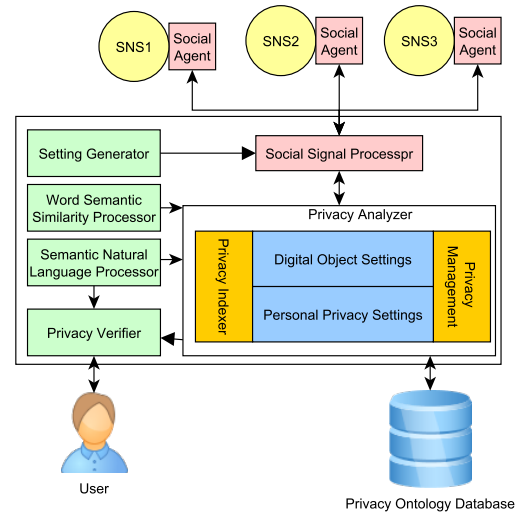 SNS1
Social
Agent
SNS2
Social
Agent
SNS3
Social
Agent
Setting Generator
Social Signal Processpr
Word Semantic
Similarity Processor
Privacy Analyzer
Semantic Natural
Language Processor
Privacy Indexer
Digital Object Settings
Personal Privacy Settings
Privacy
Management
Privacy Verifier
User
Privacy Ontology Database